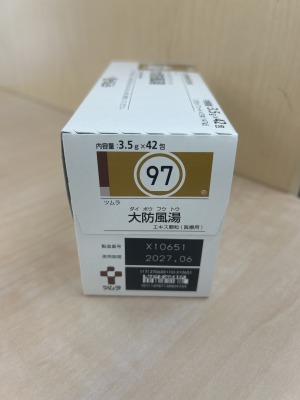 内容量:3.5g×42包
97
ツムラ
ダイ ボウ フウ トウ
大防風湯
エキス顆粒(医療用)
製造番号 X10651
使用期限 2027.06
ツムラ